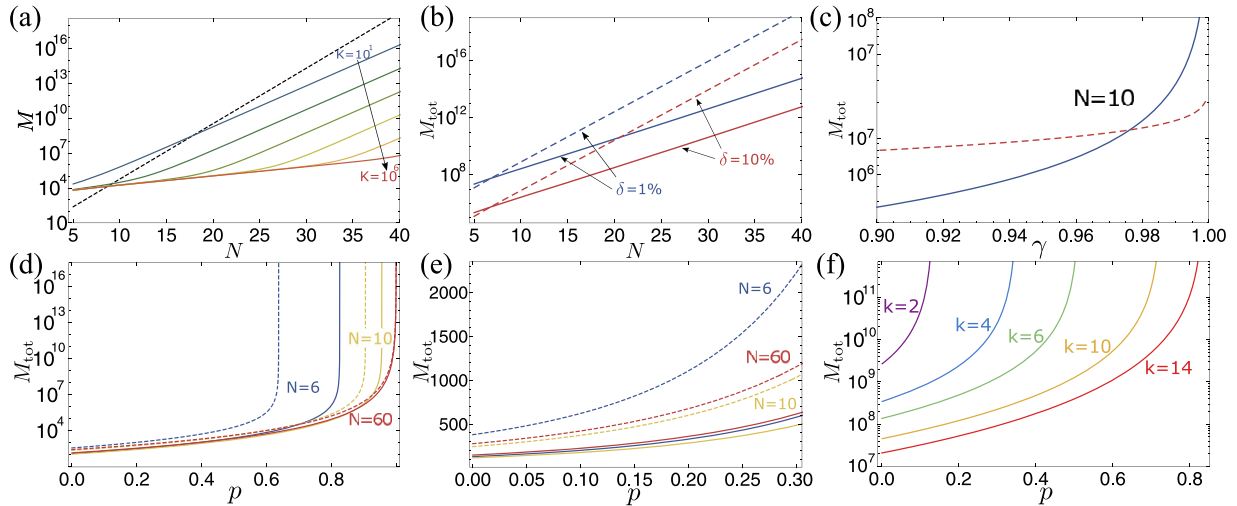 (a)
10^16
10^13
10^10
10^7
10^4
10
M
K=10^1
K=10^6
5 10 15 20 25 30 35 40
N
(b)
10^16
10^12
10^8
M_tot
δ=10%
δ=1%
5 10 15 20 25 30 35 40
N
(c)
10^8
10^7
10^7
10^6
M_tot
N=10
0.90 0.92 0.94 0.96 0.98 1.00
γ
(d)
10^16
10^13
10^10
10^7
10^4
M_tot
N=10
N=6
N=60
0.0 0.2 0.4 0.6 0.8
p
(e)
2000
1500
1000
500
M_tot
N=6
N=60
N=10
0.00 0.05 0.10 0.15 0.20 0.25 0.30
p
(f)
10^11
10^10
10^9
10^8
10^7
M_tot
k=2
k=4
k=6
k=10
k=14
0.0 0.2 0.4 0.6 0.8
p